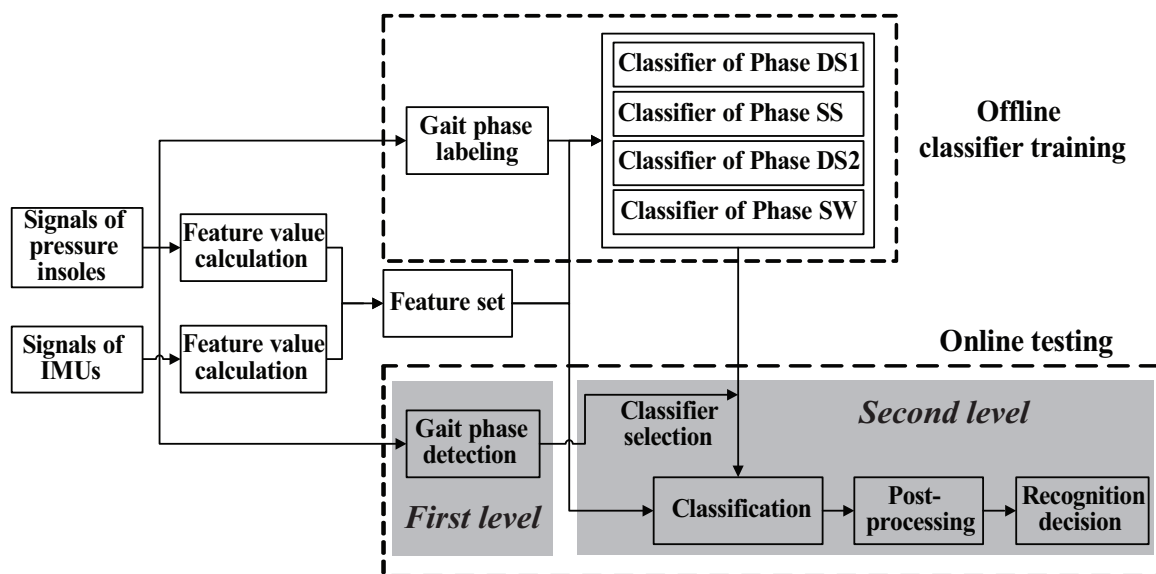 Classifier of Phase DS1
Classifier of Phase SS
Classifier of Phase DS2
Classifier of Phase SW
Gait phase
labeling
Offline
classifier training
Signals of
pressure
insoles
Feature value
calculation
Feature set
Signals of
IMUs
Feature value
calculation
Online testing
Gait phase
detection
First level
Classifier
selection
Second level
Classification
Post-
processing
Recognition
decision